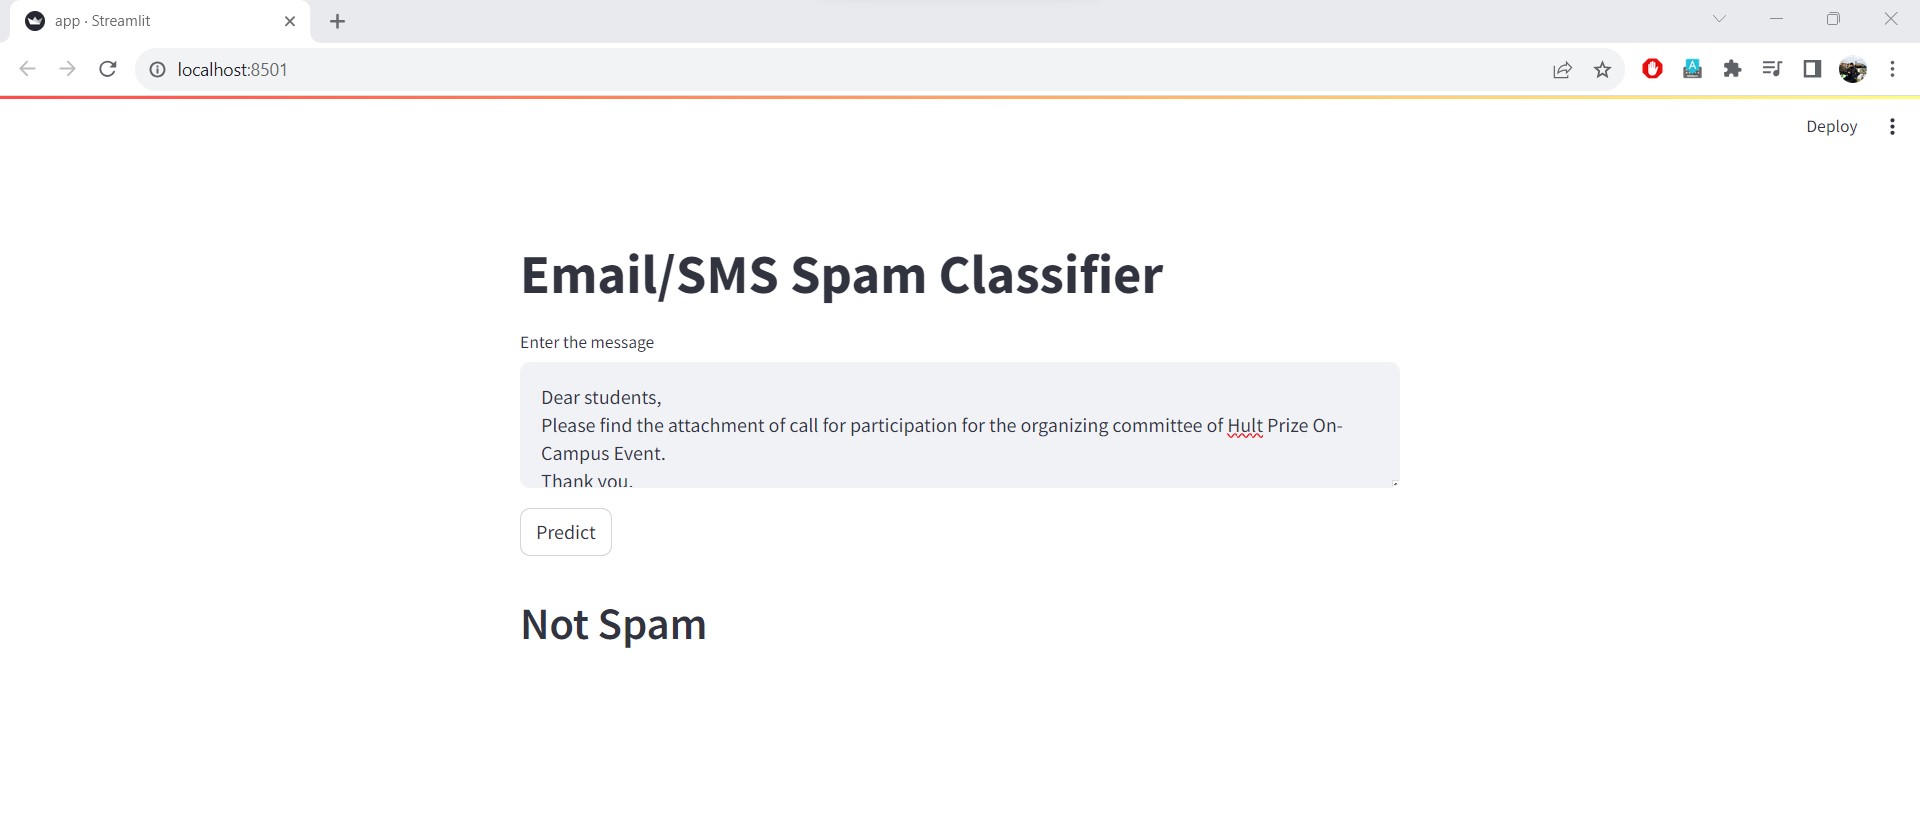 app · Streamlit
localhost:8501
Deploy
Email/SMS Spam Classifier
Enter the message
Dear students,
Please find the attachment of call for participation for the organizing committee of Hult Prize On-
Campus Event.
Thank you.
Predict
Not Spam